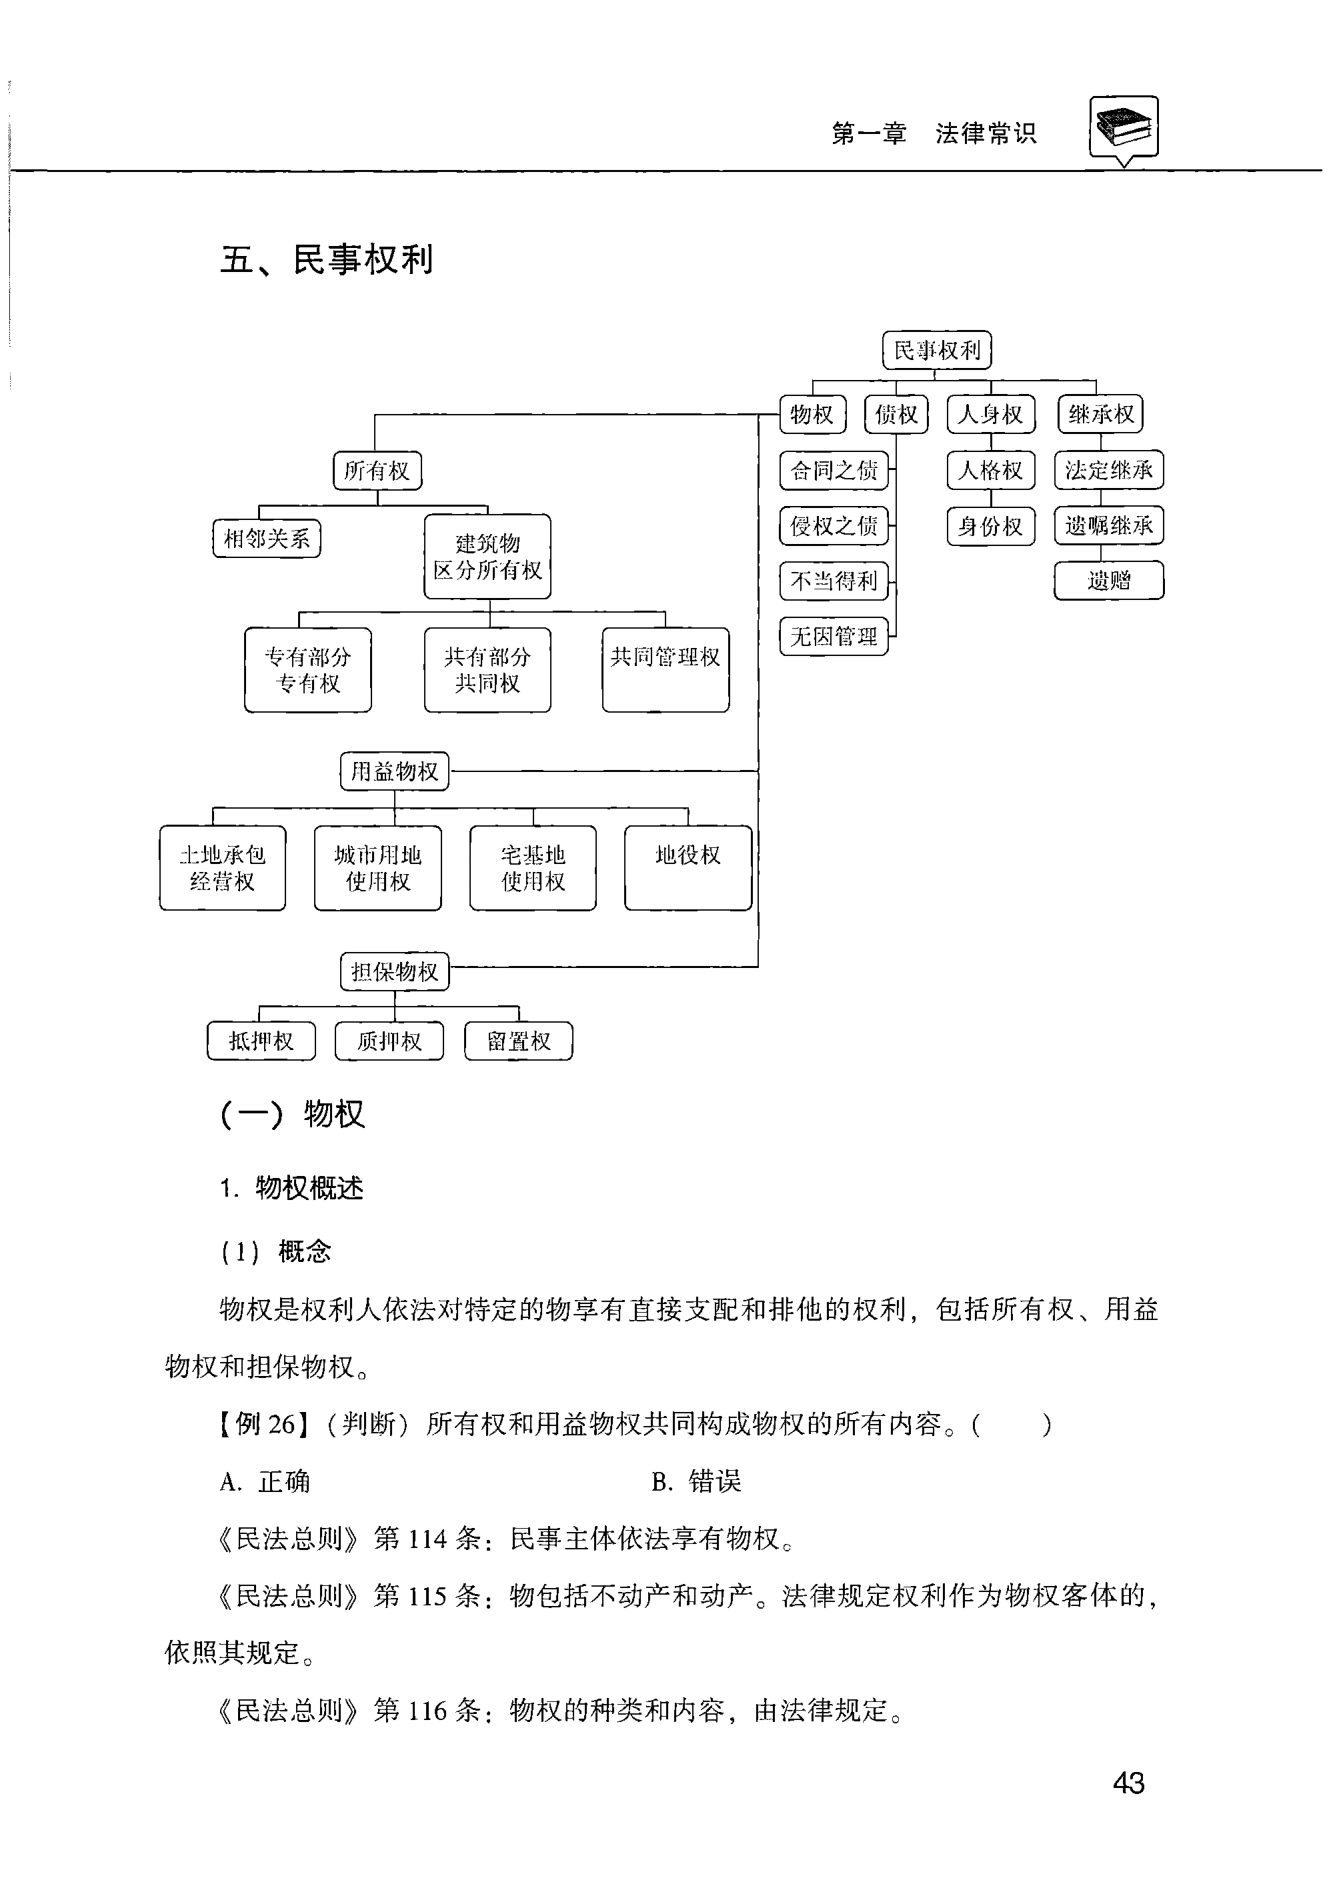 第一章 法律常识
五、民事权利
民事权利
物权 债权 人身权 继承权
所有权
合同之债 人格权 法定继承
相邻关系
建筑物
区分所有权
侵权之债 身份权 遗嘱继承
不当得利 遗赠
无因管理
专有部分
专有权
共有部分
共同权
共同管理权
用益物权
土地承包
经营权
城市用地
使用权
宅基地
使用权
地役权
担保物权
抵押权 质押权 留置权
(一) 物权
1. 物权概述
(1) 概念
物权是权利人依法对特定的物享有直接支配和排他的权利，包括所有权、用益
物权和担保物权。
【例 26】(判断) 所有权和用益物权共同构成物权的所有内容。( )
A. 正确 B. 错误
《民法总则》第 114 条：民事主体依法享有物权。
《民法总则》第 115 条：物包括不动产和动产。法律规定权利作为物权客体的，
依照其规定。
《民法总则》第 116 条：物权的种类和内容，由法律规定。
43